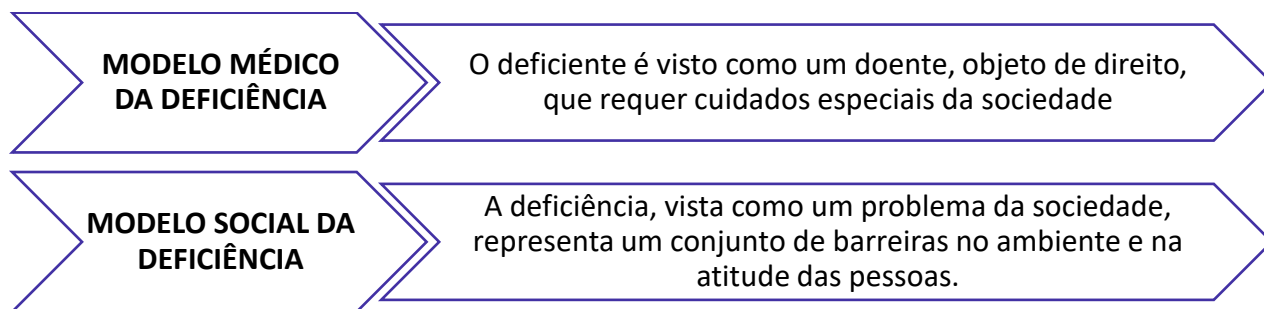 MODELO MÉDICO
DA DEFICIÊNCIA
O deficiente é visto como um doente, objeto de direito,
que requer cuidados especiais da sociedade
MODELO SOCIAL DA
DEFICIÊNCIA
A deficiência, vista como um problema da sociedade,
representa um conjunto de barreiras no ambiente e na
atitude das pessoas.